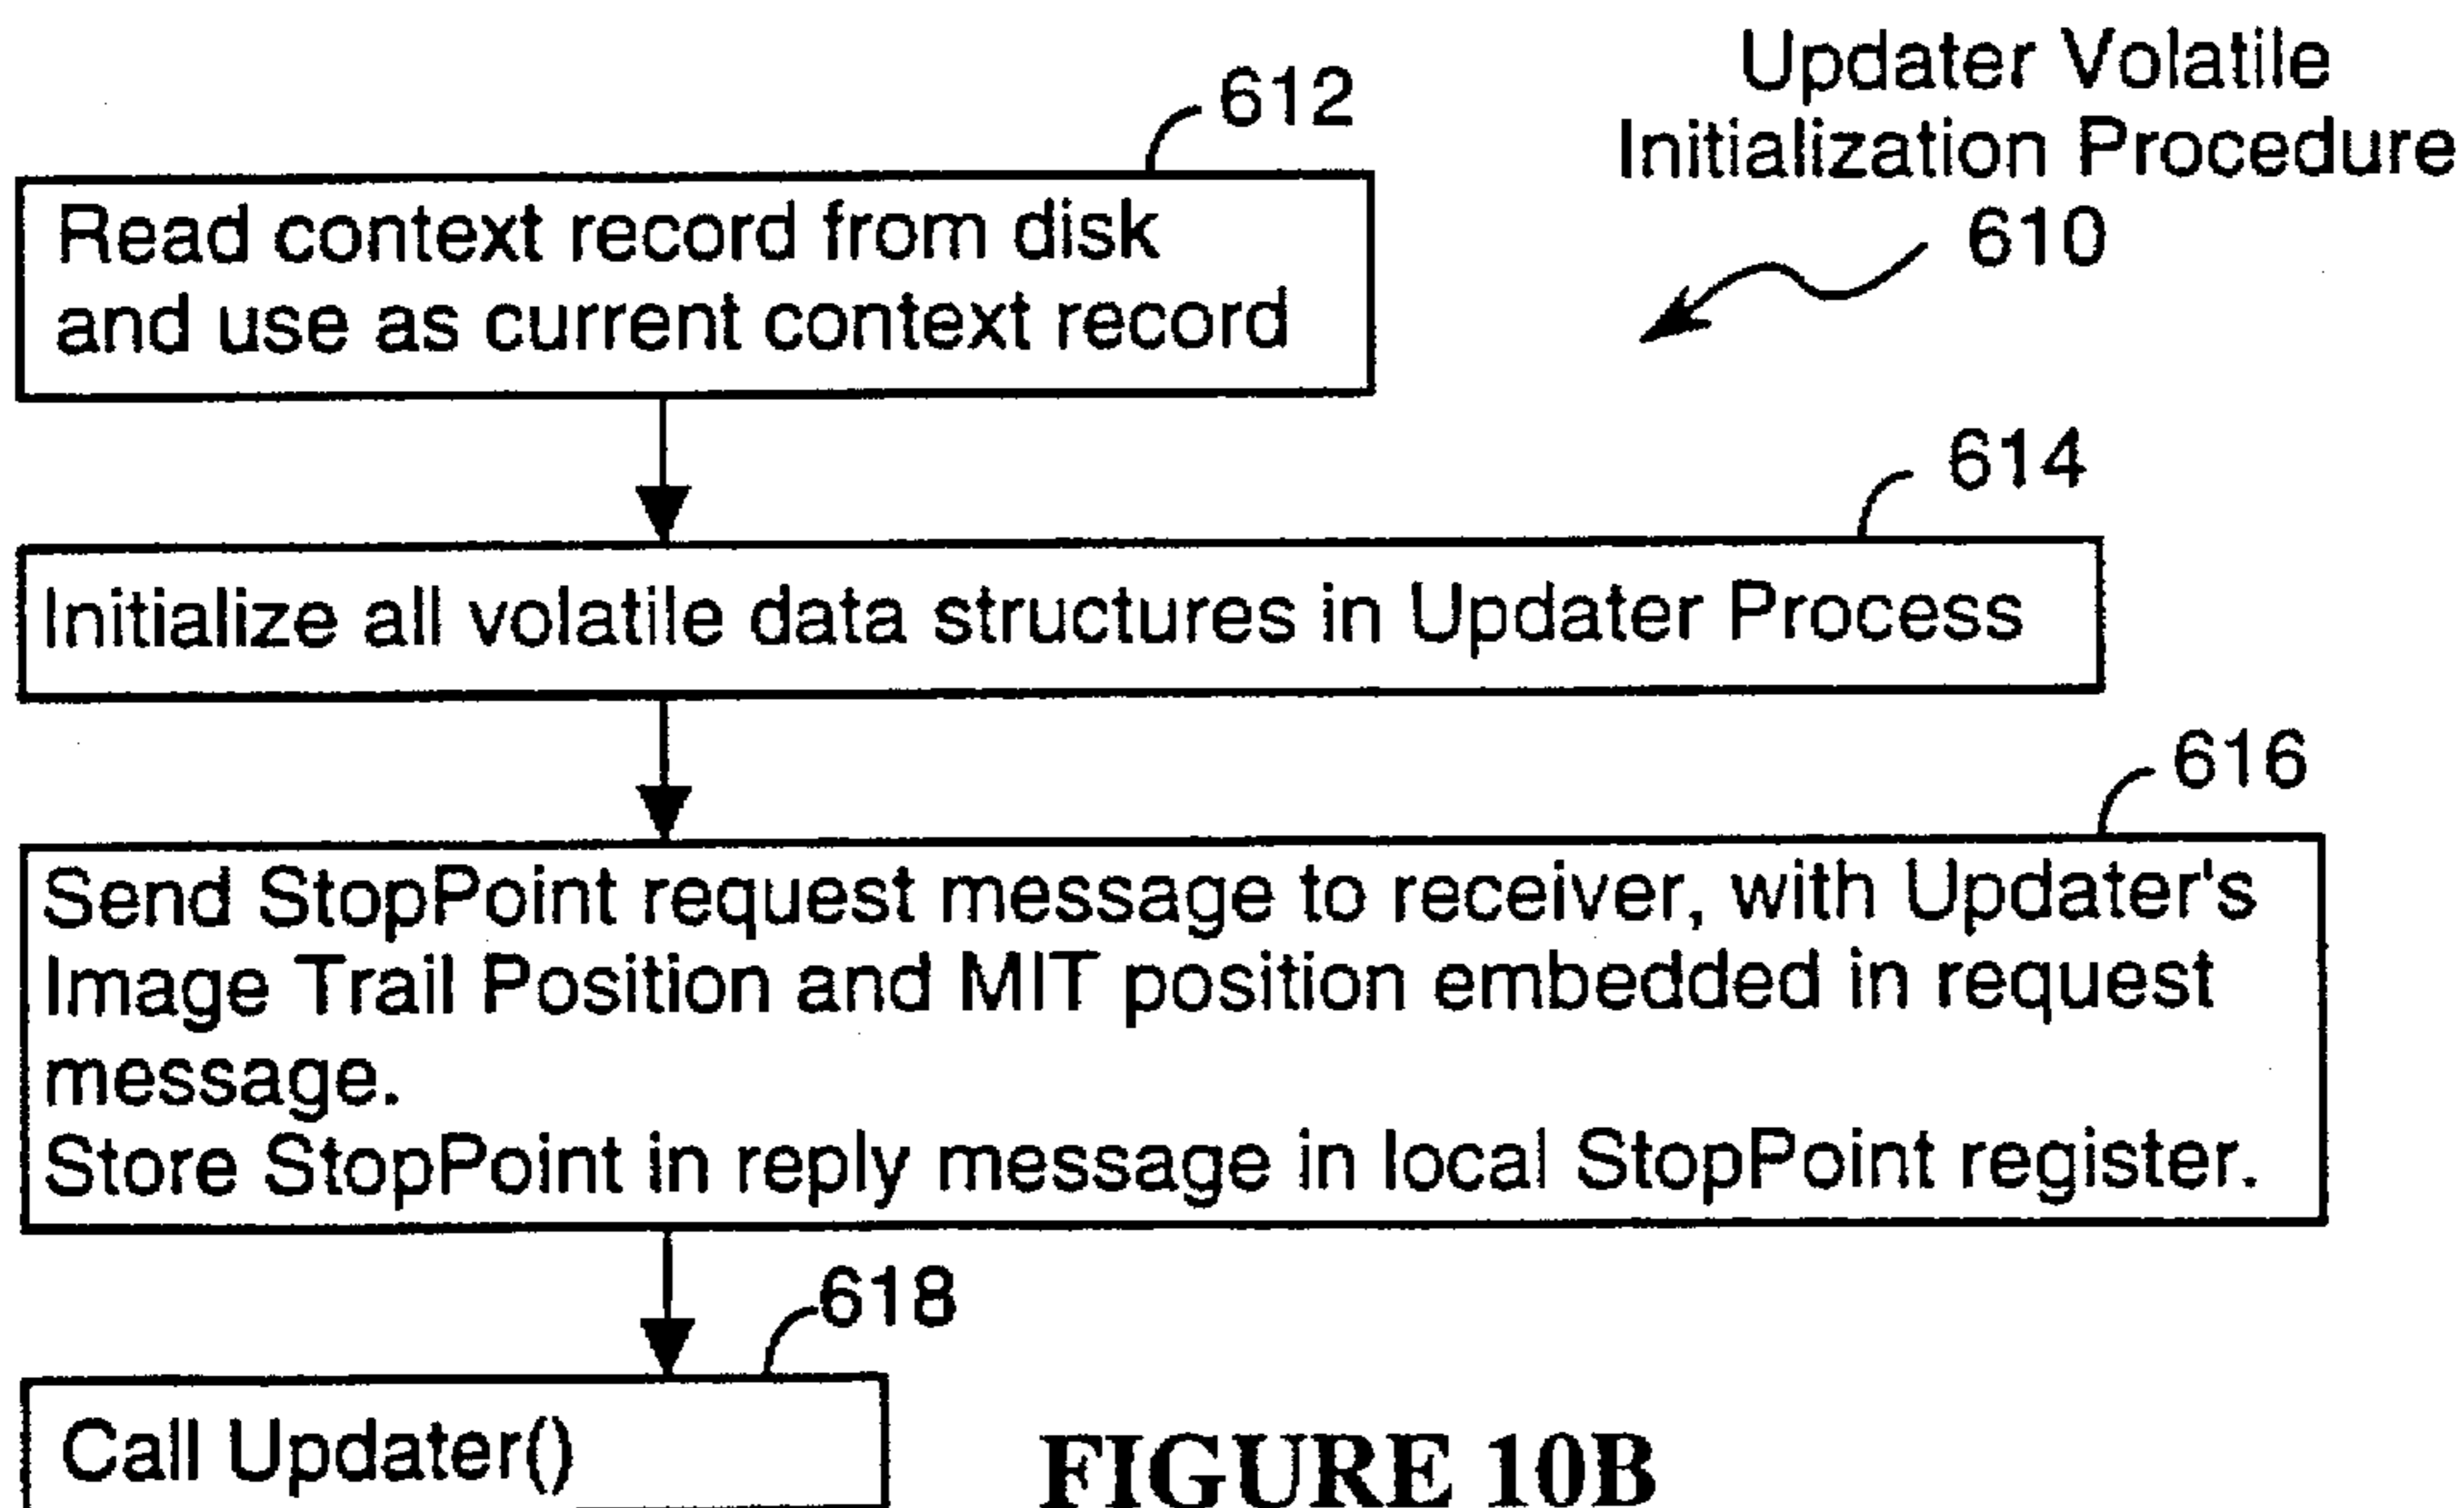 Updater Volatile
Initialization Procedure
610
612
Read context record from disk
and use as current context record
614
Initialize all volatile data structures in Updater Process
616
Send StopPoint request message to receiver, with Updater's
Image Trail Position and MIT position embedded in request
message.
Store StopPoint in reply message in local StopPoint register.
618
Call Updater()
FIGURE 10B